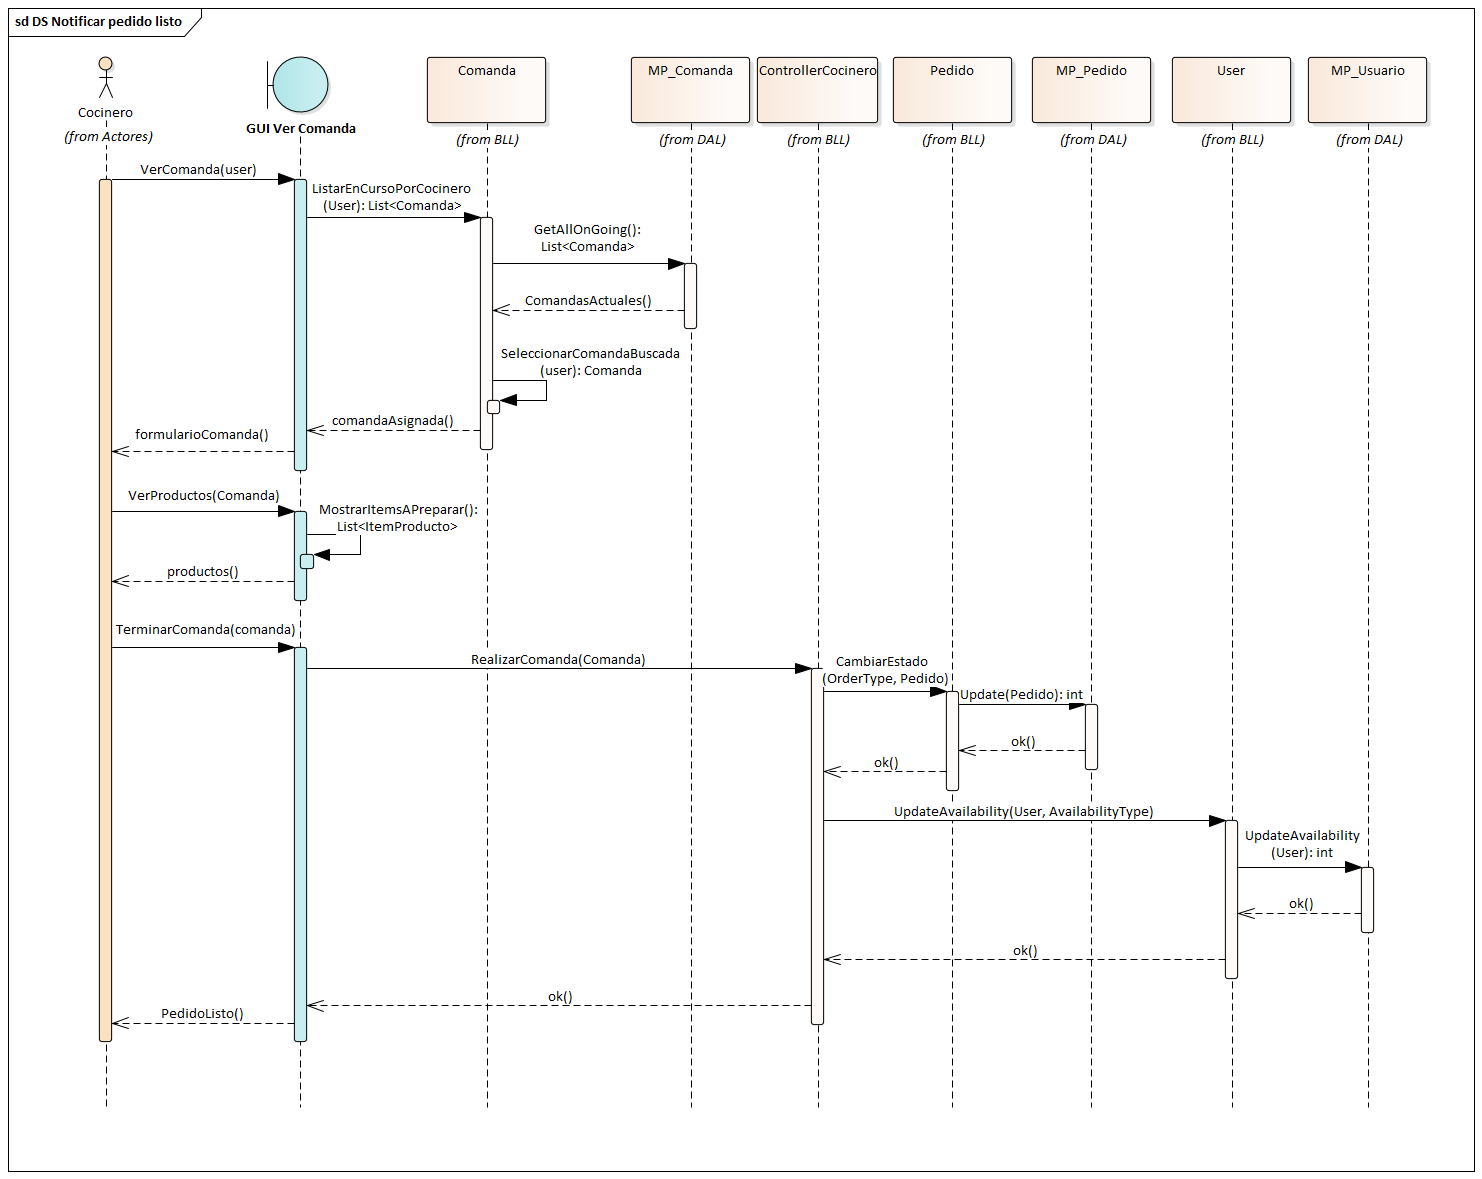 sd DS Notificar pedido listo
Cocinero
(from Actores)
GUI Ver Comanda
Comanda
(from BLL)
MP_Comanda
(from DAL)
ControllerCocinero
(from BLL)
Pedido
(from BLL)
MP_Pedido
(from DAL)
User
(from BLL)
MP_Usuario
(from DAL)
VerComanda(user)
ListarEnCursoPorCocinero
(User): List<Comanda>
GetAllOnGoing():
List<Comanda>
ComandasActuales()
SeleccionarComandaBuscada
(user): Comanda
comandaAsignada()
formularioComanda()
VerProductos(Comanda)
MostrarItemsAPreparar():
List<ItemProducto>
productos()
TerminarComanda(comanda)
RealizarComanda(Comanda)
CambiarEstado
(OrderType, Pedido)
Update(Pedido): int
ok()
ok()
UpdateAvailability(User, AvailabilityType)
UpdateAvailability
(User): int
ok()
ok()
ok()
PedidoListo()